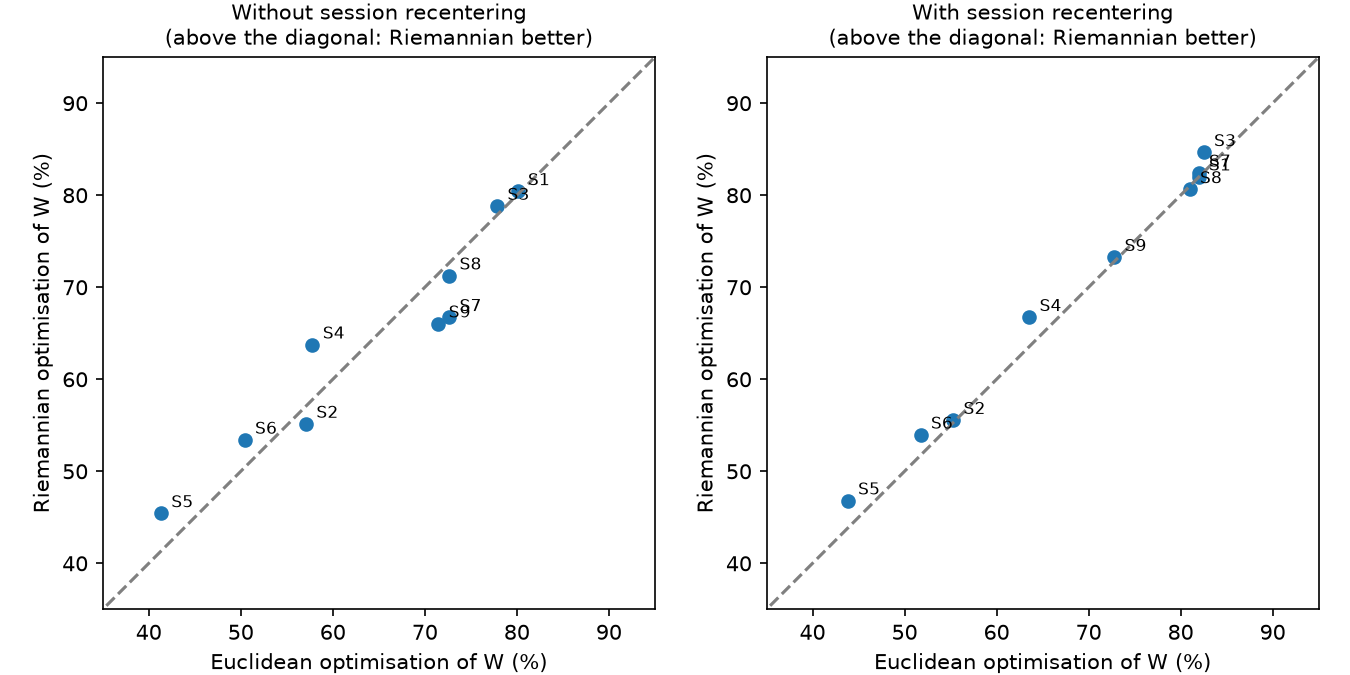 Without session recentering
(above the diagonal: Riemannian better)
Riemannian optimisation of W (%)
90
80
70
60
50
40
S1
S3
S8
S7
S9
S4
S2
S6
S5
40 50 60 70 80 90
Euclidean optimisation of W (%)
With session recentering
(above the diagonal: Riemannian better)
Riemannian optimisation of W (%)
90
80
70
60
50
40
S3
S7
S1
S8
S9
S4
S2
S6
S5
40 50 60 70 80 90
Euclidean optimisation of W (%)